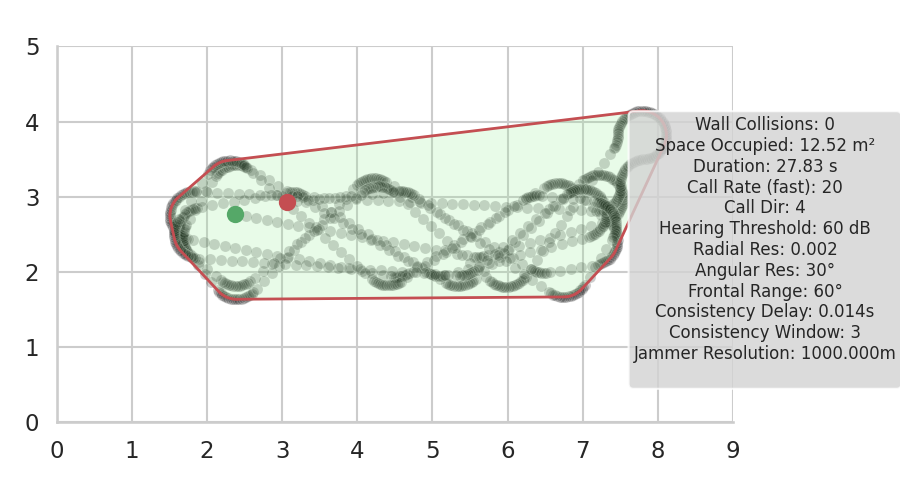 5
4
3
2
1
0
0 1 2 3 4 5 6 7 8 9
Wall Collisions: 0
Space Occupied: 12.52 m²
Duration: 27.83 s
Call Rate (fast): 20
Call Dir: 4
Hearing Threshold: 60 dB
Radial Res: 0.002
Angular Res: 30°
Frontal Range: 60°
Consistency Delay: 0.014s
Consistency Window: 3
Jammer Resolution: 1000.000m